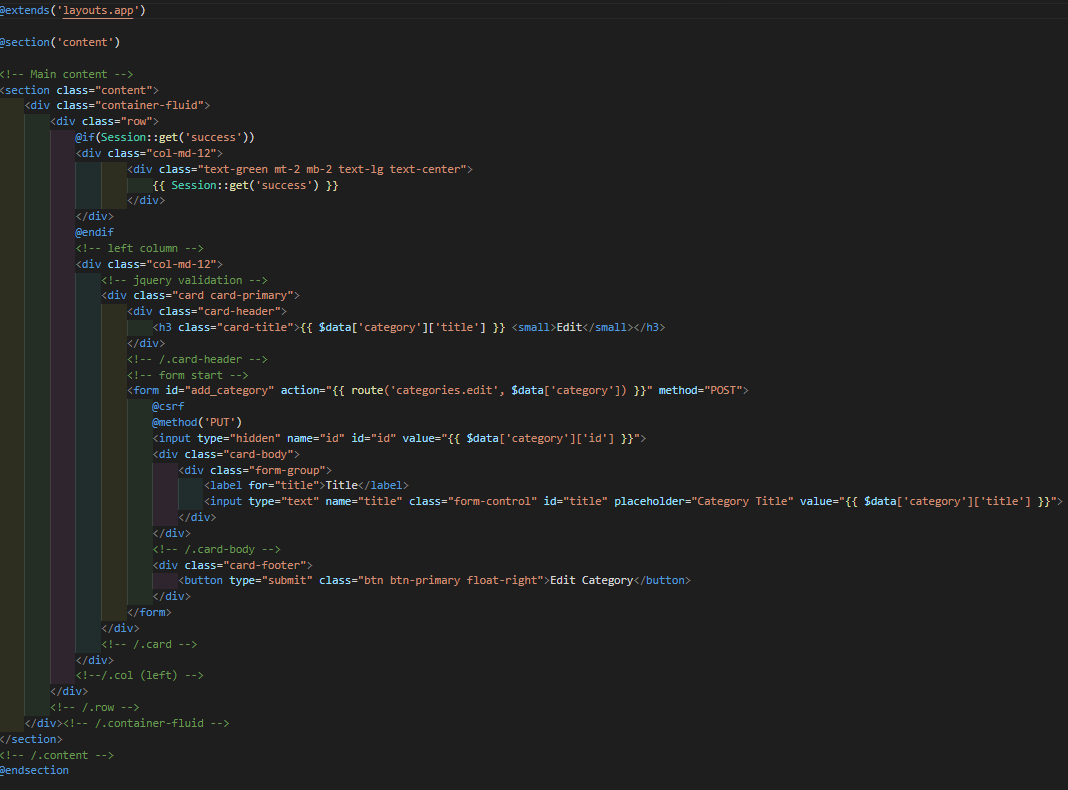 @extends('layouts.app')
@section('content')
<!-- Main content -->
<section class="content">
<div class="container-fluid">
<div class="row">
@if(Session::get('success'))
<div class="col-md-12">
<div class="text-green mt-2 mb-2 text-lg text-center">
{{ Session::get('success') }}
</div>
</div>
@endif
<!-- left column -->
<div class="col-md-12">
<!-- jquery validation -->
<div class="card card-primary">
<div class="card-header">
<h3 class="card-title">{{ $data['category']['title'] }} <small>Edit</small></h3>
</div>
<!-- /.card-header -->
<!-- form start -->
<form id="add_category" action="{{ route('categories.edit', $data['category']) }}" method="POST">
@csrf
@method('PUT')
<input type="hidden" name="id" id="id" value="{{ $data['category']['id'] }}">
<div class="card-body">
<div class="form-group">
<label for="title">Title</label>
<input type="text" name="title" class="form-control" id="title" placeholder="Category Title" value="{{ $data['category']['title'] }}">
</div>
</div>
<!-- /.card-body -->
<div class="card-footer">
<button type="submit" class="btn btn-primary float-right">Edit Category</button>
</div>
</form>
</div>
<!-- /.card -->
</div>
<!--/.col (left) -->
</div>
<!-- /.row -->
</div><!-- /.container-fluid -->
</section>
<!-- /.content -->
@endsection